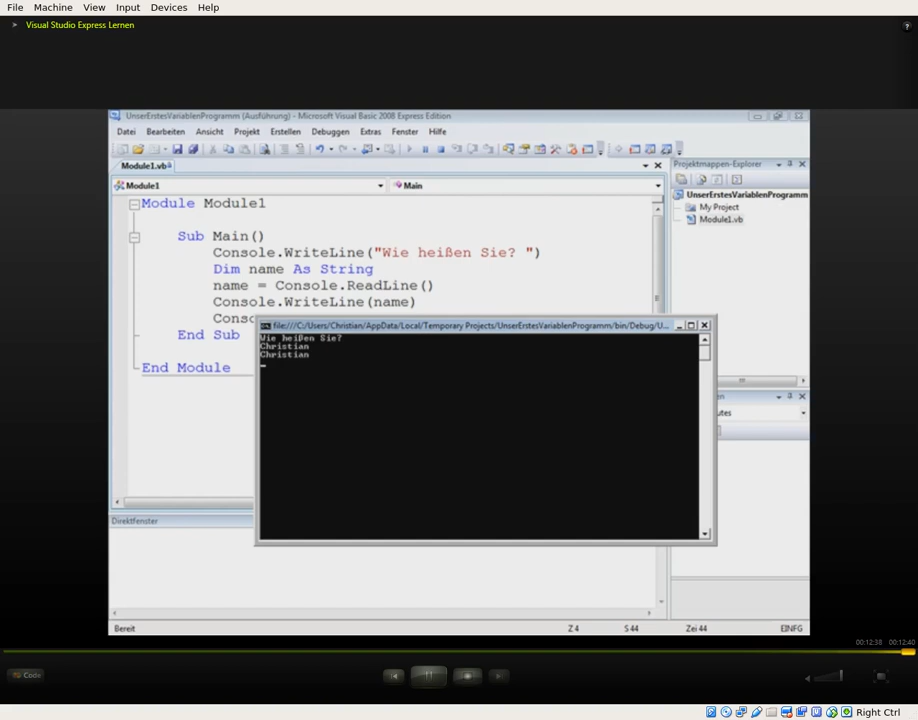 File Machine View Input Devices Help
Visual Studio Express Lernen
?
UnserErstesVariablenProgramm (Ausführung) - Microsoft Visual Basic 2008 Express Edition
Datei Bearbeiten Ansicht Projekt Erstellen Debuggen Extras Fenster Hilfe
Module1.vb
Projektmappen-Explorer
Module1 Main
UnserErstesVariablenProgramm
My Project
Module1.vb
Module Module1
Sub Main()
Console.WriteLine("Wie heißen Sie? ")
Dim name As String
name = Console.ReadLine()
Console.WriteLine(name)
Cons
End Sub
End Module
file:///C:/Users/Christian/AppData/Local/Temporary Projects/UnserErstesVariablenProgramm/bin/Debug/U...
Wie heißen Sie?
Christian
Christian
en
utes
Direktfenster
Bereit Z 4 S 44 Zei 44 EINFG
00:12:38 00:12:40
Code
Right Ctrl